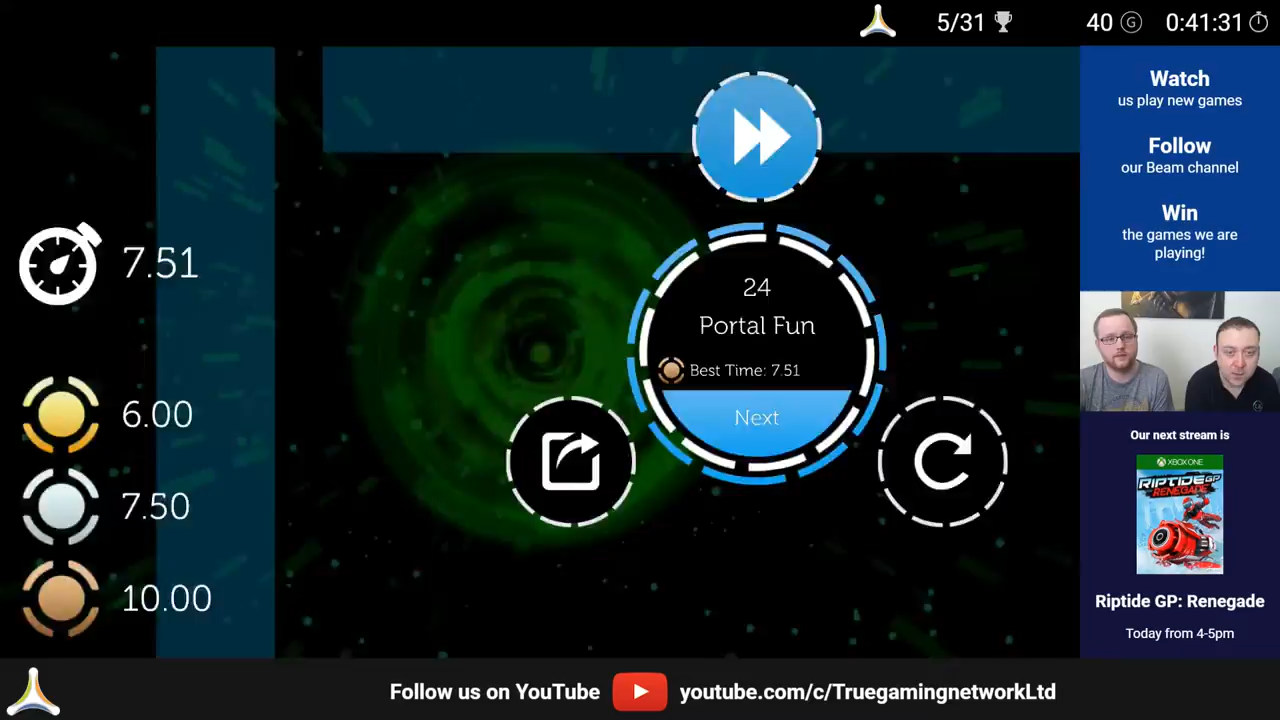 5/31
40 G 0:41:31
Watch
us play new games
Follow
our Beam channel
Win
the games we are
playing!
7.51
6.00
7.50
10.00
24
Portal Fun
Best Time: 7.51
Next
Our next stream is
XBOX ONE
RIPTIDE GP
RENEGADE
Riptide GP: Renegade
Today from 4-5pm
Follow us on YouTube
youtube.com/c/TruegamingnetworkLtd